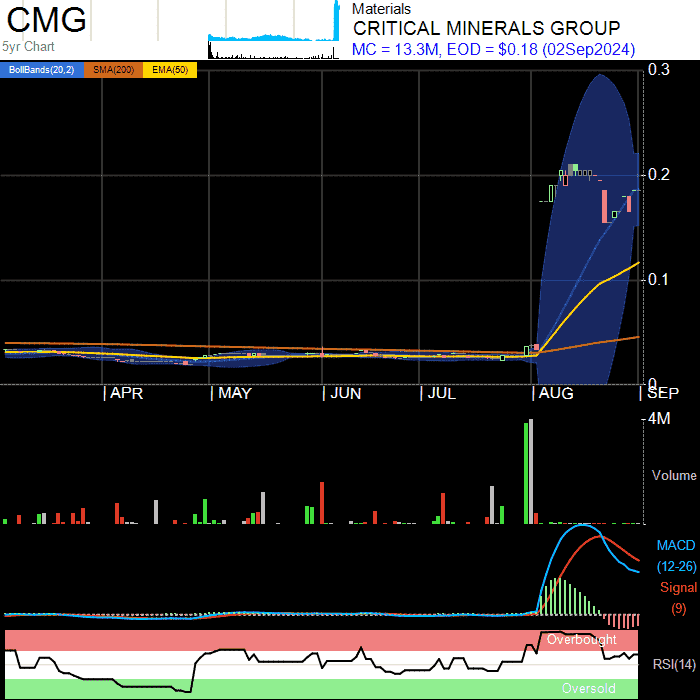 CMG
5yr Chart
Materials
CRITICAL MINERALS GROUP
MC = 13.3M, EOD = $0.18 (02Sep2024)
BollBands(20,2) SMA(200) EMA(50)
0.3
0.2
0.1
0
APR MAY JUN JUL AUG SEP
4M
Volume
MACD
(12-26)
Signal
(9)
Overbought
RSI(14)
Oversold